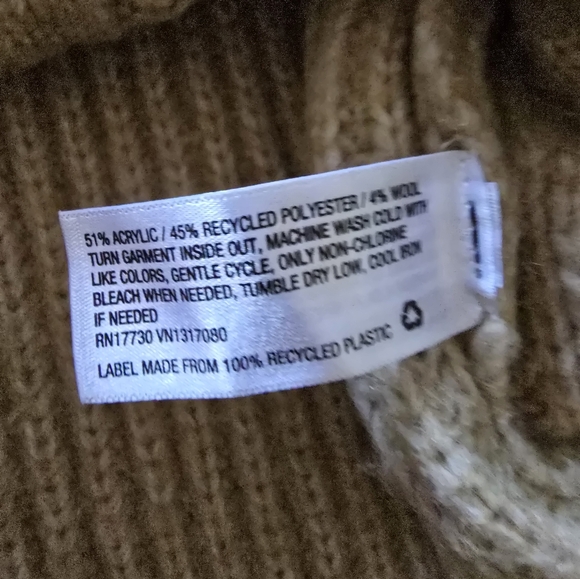 51% ACRYLIC / 45% RECYCLED POLYESTER / 4% WOOL
TURN GARMENT INSIDE OUT, MACHINE WASH COLD WITH
LIKE COLORS, GENTLE CYCLE, ONLY NON-CHLORINE
BLEACH WHEN NEEDED, TUMBLE DRY LOW, COOL IRON
IF NEEDED
RN17730 VN1317080
LABEL MADE FROM 100% RECYCLED PLASTIC